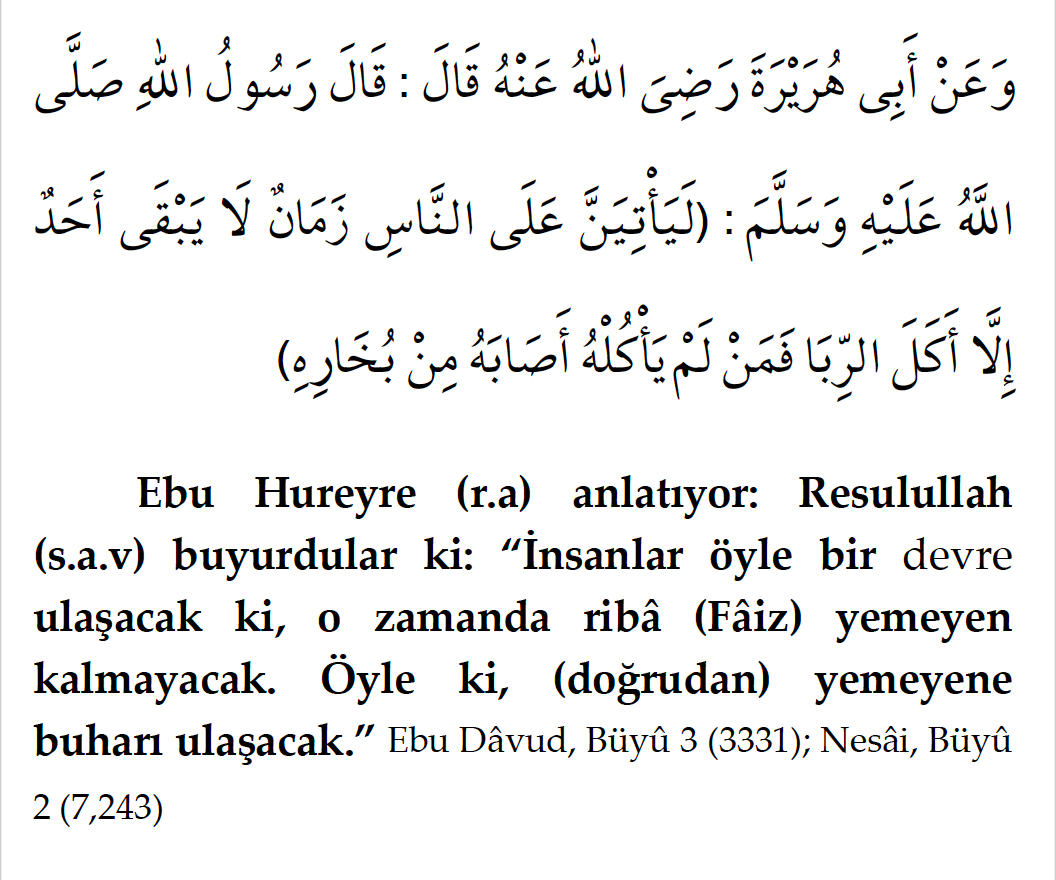 وَعَنْ أَبِى هُرَيْرَةَ رَضِىَ اللهُ عَنْهُ قَالَ : قَالَ رَسُولُ اللهِ صَلَّى
اللَّهُ عَلَيْهِ وَسَلَّمَ : (لَيَأْتِيَنَّ عَلَى النَّاسِ زَمَانٌ لَا يَبْقَى أَحَدٌ
إِلَّا أَكَلَ الرِّبَا فَمَنْ لَمْ يَأْكُلْهُ أَصَابَهُ مِنْ بُخَارِهِ)
Ebu Hureyre (r.a) anlatıyor: Resulullah
(s.a.v) buyurdular ki: “İnsanlar öyle bir devre
ulaşacak ki, o zamanda ribâ (Fâiz) yemeyen
kalmayacak. Öyle ki, (doğrudan) yemeyene
buharı ulaşacak.” Ebu Dâvud, Büyû 3 (3331); Nesâi, Büyû
2 (7,243)